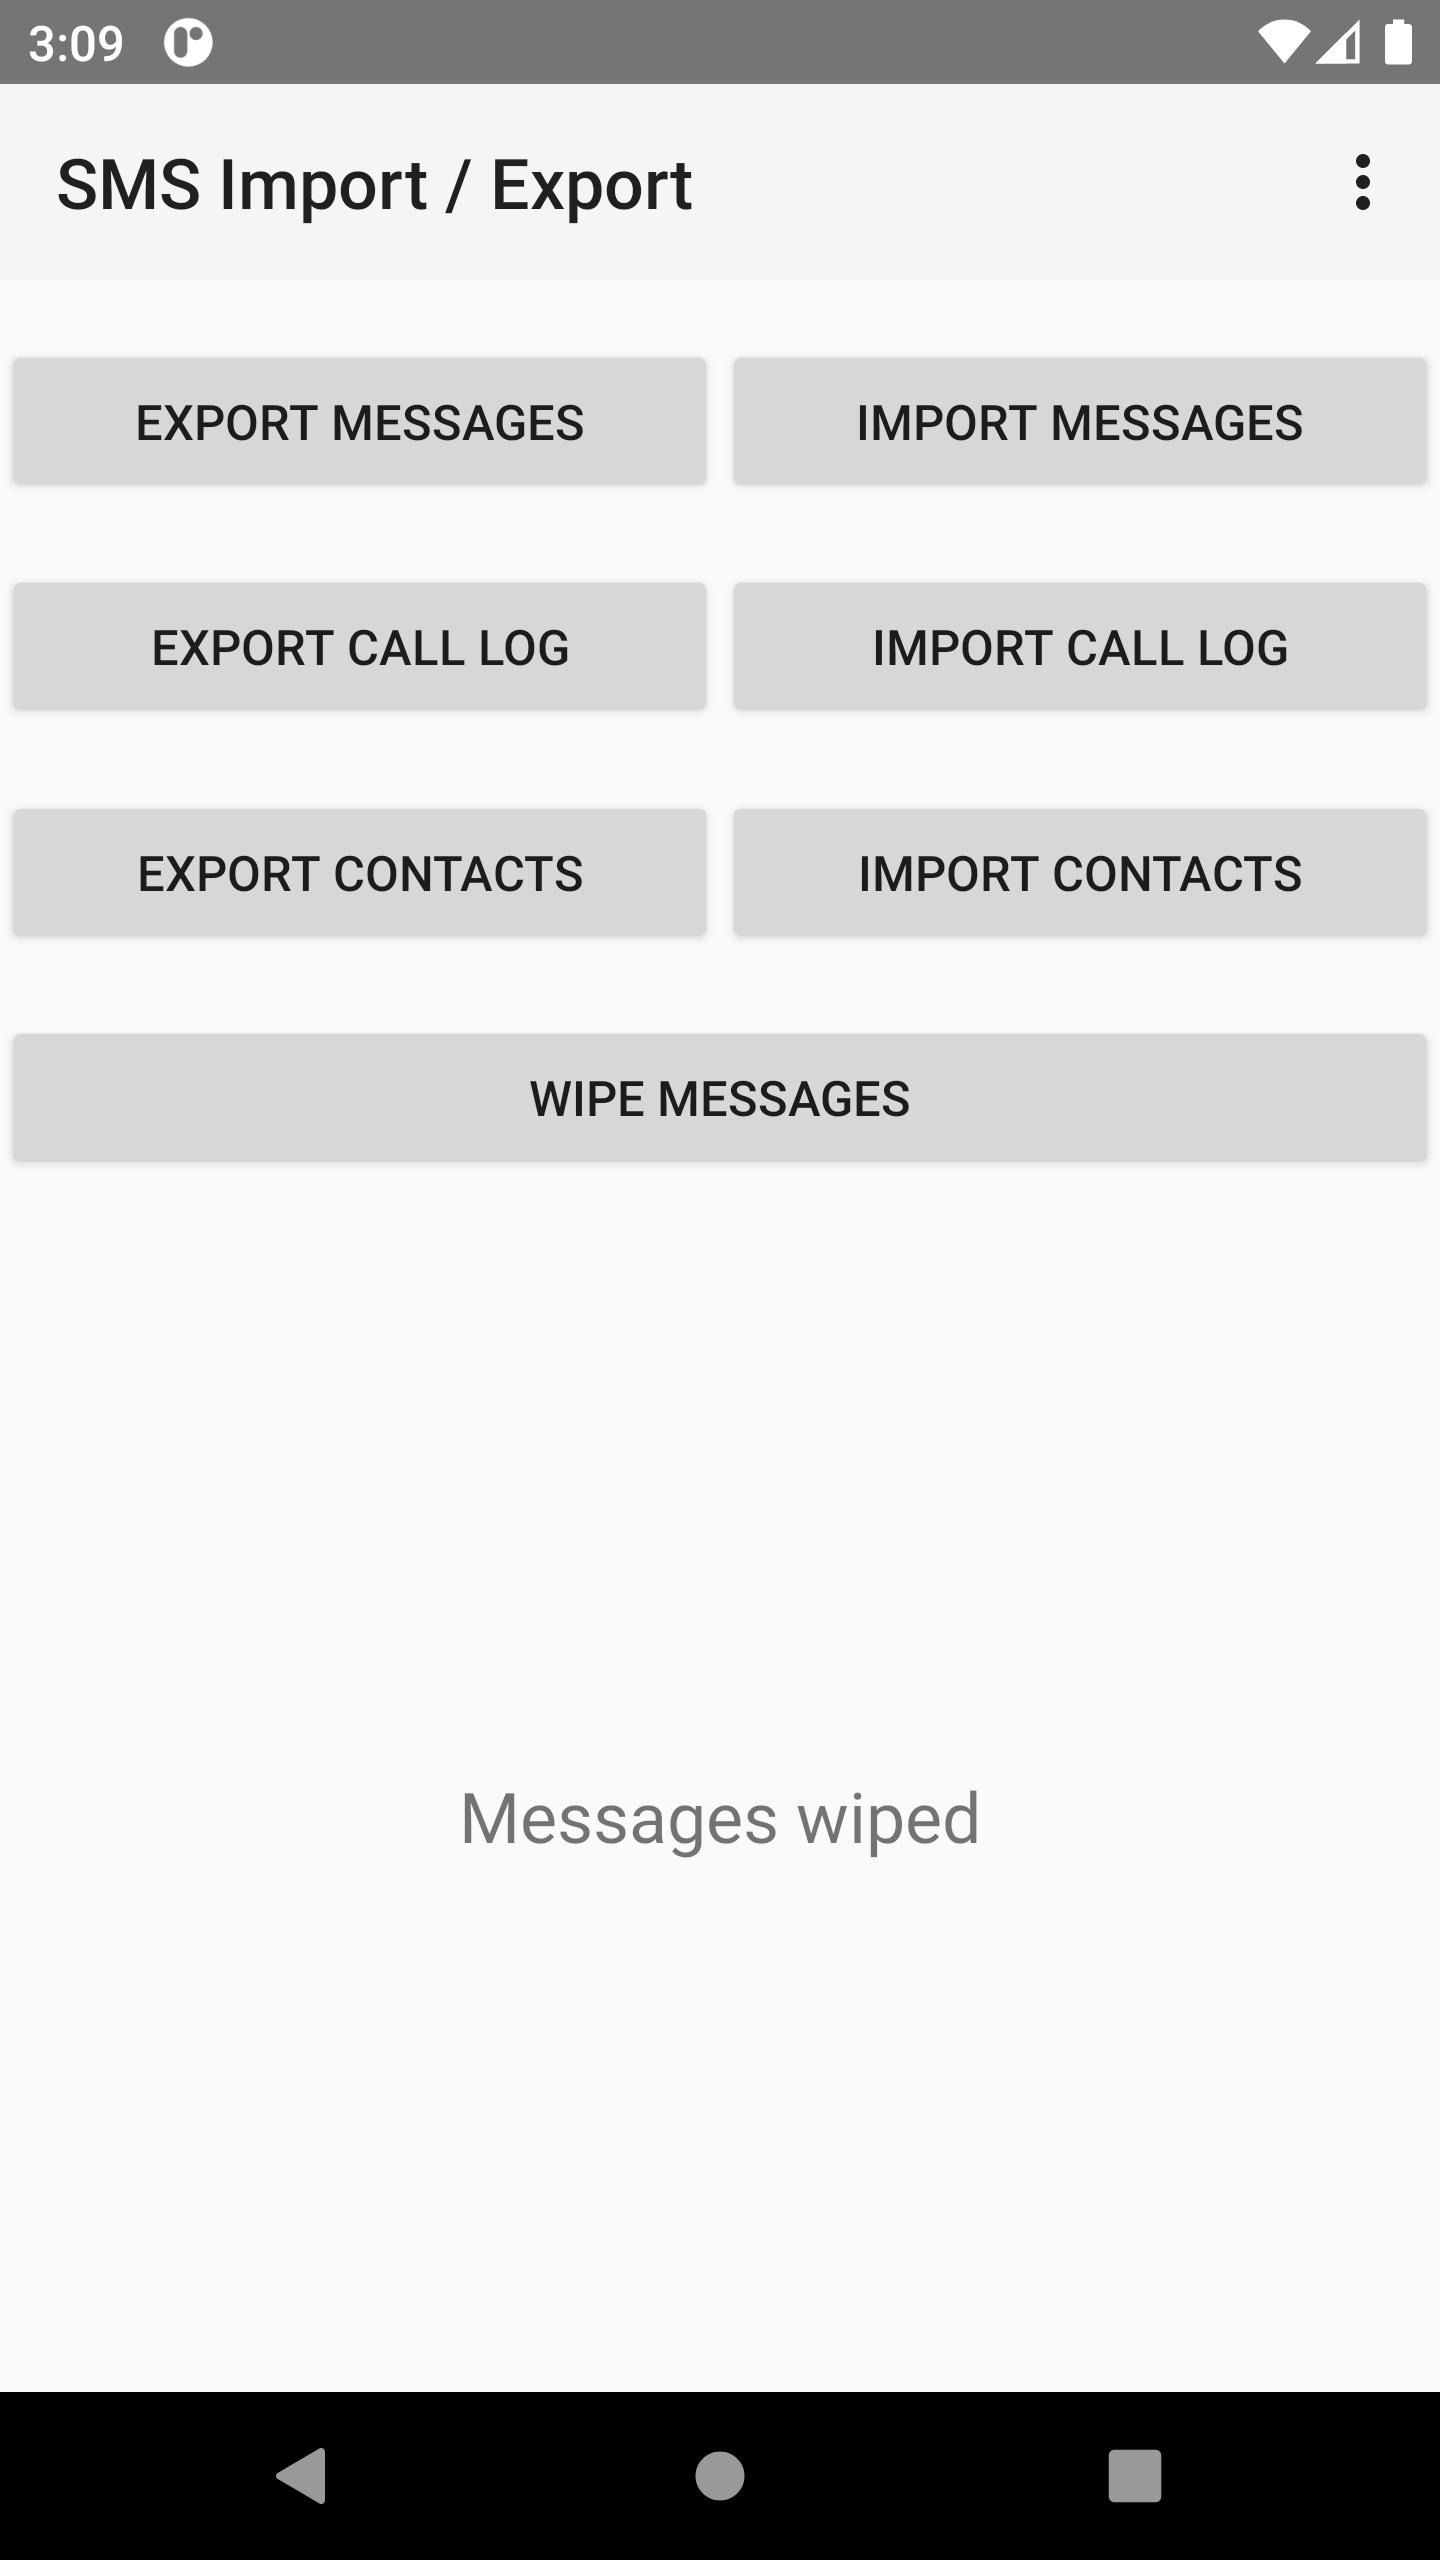 3:09
SMS Import / Export
EXPORT MESSAGES
IMPORT MESSAGES
EXPORT CALL LOG
IMPORT CALL LOG
EXPORT CONTACTS
IMPORT CONTACTS
WIPE MESSAGES
Messages wiped